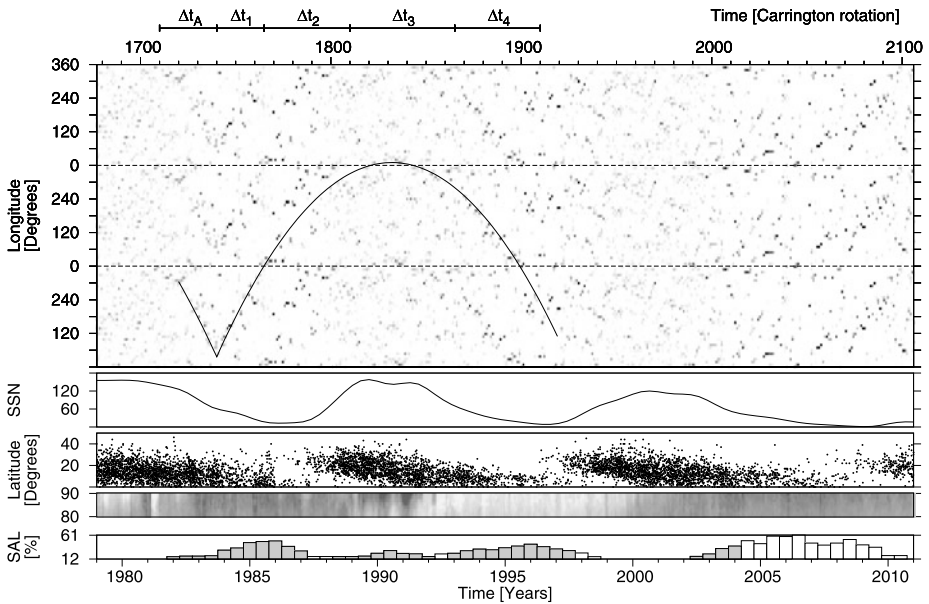 Δt_A Δt_1 Δt_2 Δt_3 Δt_4 Time [Carrington rotation]
1700 1800 1900 2000 2100
360
240
120
0
240
120
0
240
120
Longitude
[Degrees]
120
60
SSN
40
20
Latitude
[Degrees]
90
80
61
12
SAL
[%]
1980 1985 1990 1995 2000 2005 2010
Time [Years]